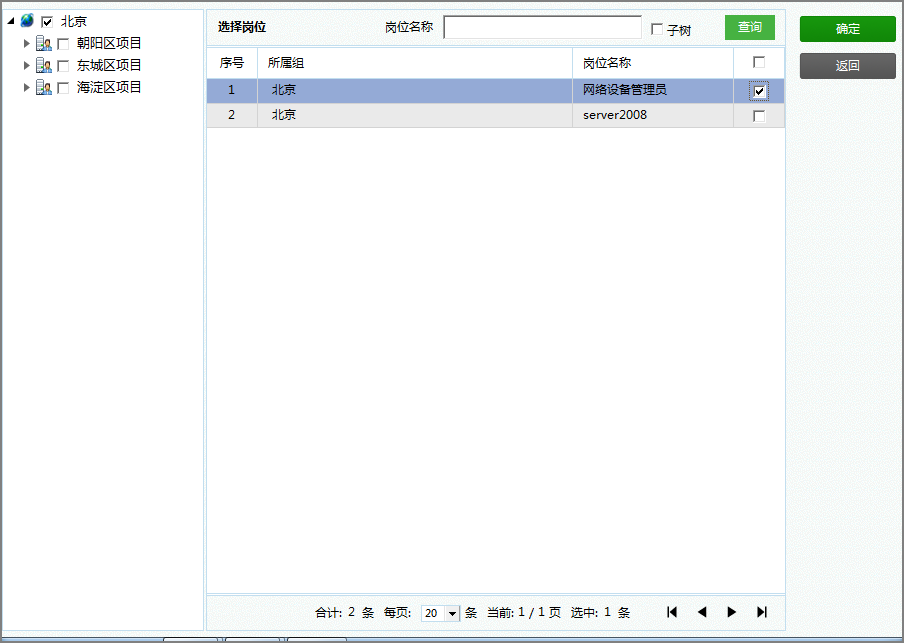 北京
朝阳区项目
东城区项目
海淀区项目
选择岗位 岗位名称 子树 查询
序号 所属组 岗位名称
1 北京 网络设备管理员
2 北京 server2008
合计: 2 条 每页: 20 条 当前: 1 / 1 页 选中: 1 条
确定
返回